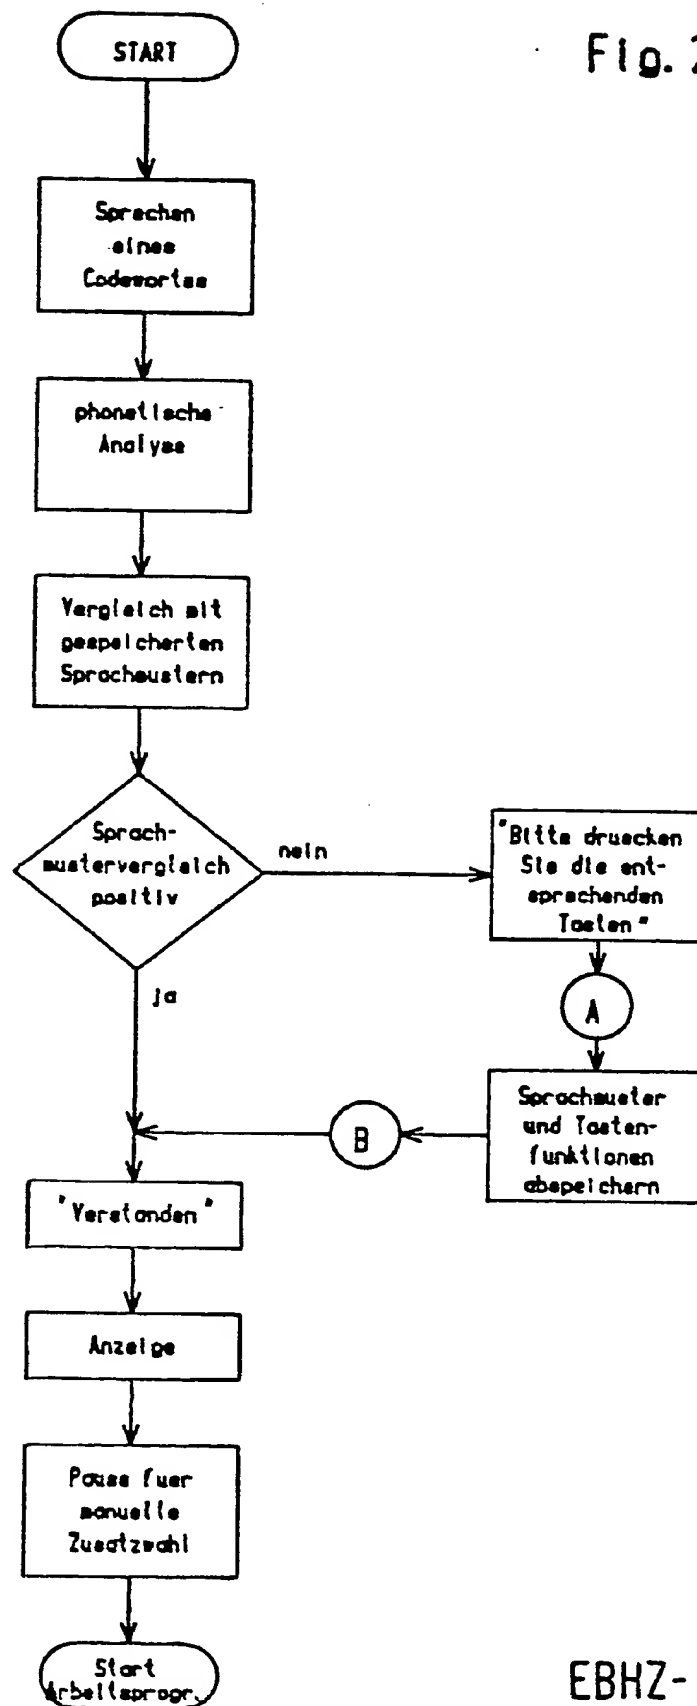 START
Fig. 2
Sprechen
eines
Codewortes
phonetische
Analyse
Vergleich mit
gespeicherten
Sprachmustern
Sprach-
mustervergleich
positiv
nein
"Bitte druecken
Sie die ent-
sprechenden
Tasten"
ja
A
Sprachmuster
und Tasten-
funktionen
abspeichern
B
"Verstanden"
Anzeige
Pause fuer
manuelle
Zusatzwahl
Start
Arbeitsprogr.
EBHZ-